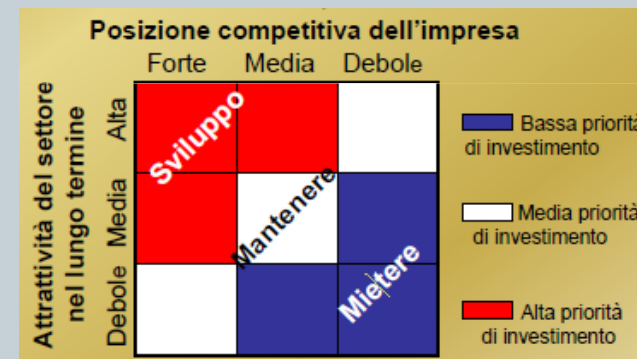 Posizione competitiva dell'impresa
Forte Media Debole
Attrattività del settore
nel lungo termine
Alta
Media
Debole
Sviluppo
Mantenere
Mietere
Bassa priorità
di investimento
Media priorità
di investimento
Alta priorità
di investimento